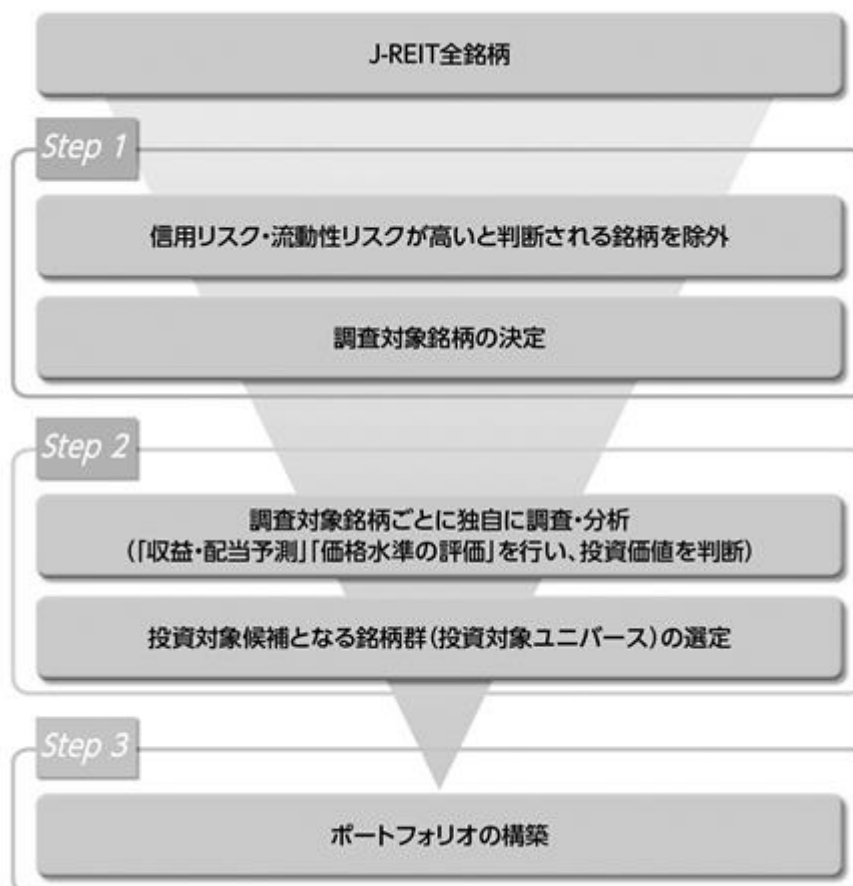 J-REIT全銘柄
Step 1
信用リスク・流動性リスクが高いと判断される銘柄を除外
調査対象銘柄の決定
Step 2
調査対象銘柄ごとに独自に調査・分析
(「収益・配当予測」「価格水準の評価」を行い、投資価値を判断)
投資対象候補となる銘柄群(投資対象ユニバース)の選定
Step 3
ポートフォリオの構築